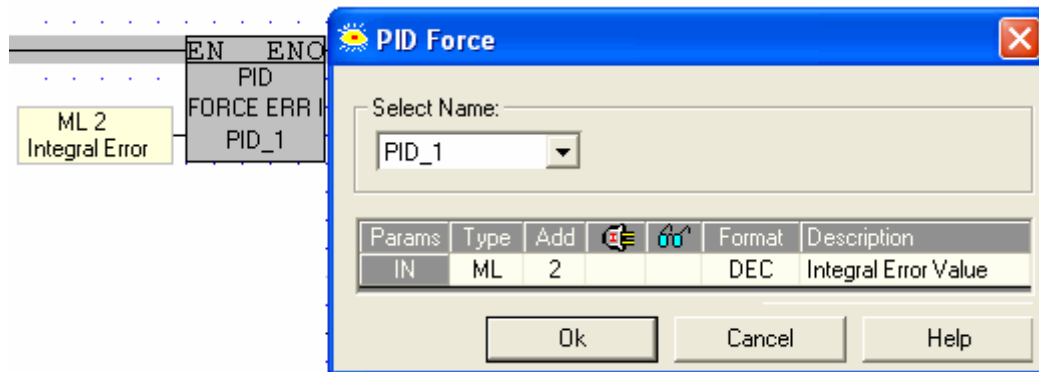 EN ENO
PID
FORCE ERR I
PID_1
ML 2
Integral Error
PID Force
Select Name:
PID_1
Params Type Add Format Description
IN ML 2 DEC Integral Error Value
Ok Cancel Help